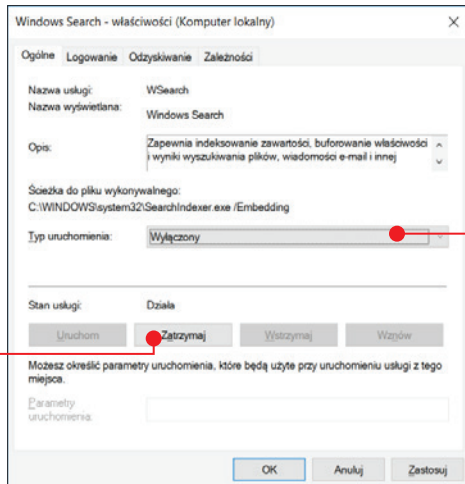 Windows Search - właściwości (Komputer lokalny)
Ogólne Logowanie Odzyskiwanie Zależności
Nazwa usługi: WSearch
Nazwa wyświetlana: Windows Search
Opis: Zapewnia indeksowanie zawartości, buforowanie właściwości
i wyniki wyszukiwania plików, wiadomości e-mail i innej
Ścieżka do pliku wykonywalnego:
C:\WINDOWS\system32\SearchIndexer.exe /Embedding
Typ uruchomienia: Wyłączony
Stan usługi: Działa
Uruchom Zatrzymaj Wstrzymaj Wznów
Możesz określić parametry uruchomienia, które będą użyte przy uruchomieniu usługi z tego
miejsca.
Parametry
uruchomienia:
OK Anuluj Zastosuj